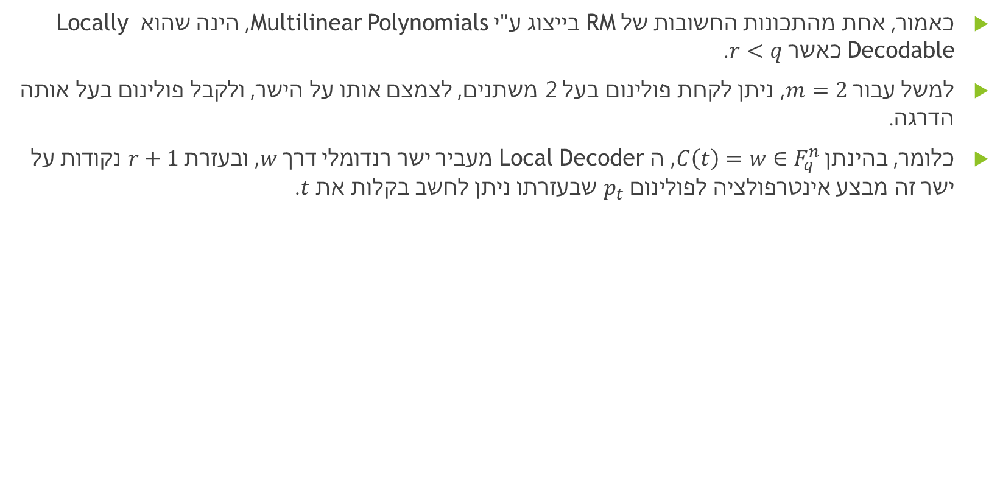 כאמור, אחת מהתכונות החשובות של RM בייצוג ע"י Multilinear Polynomials, הינה שהוא Locally
Decodable כאשר r < q.
למשל עבור m = 2, ניתן לקחת פולינום בעל 2 משתנים, לצמצם אותו על הישר, ולקבל פולינום בעל אותה
הדרגה.
כלומר, בהינתן C(t) = w ∈ F_q^n, ה Local Decoder מעביר ישר רנדומלי דרך w, ובעזרת r + 1 נקודות על
ישר זה מבצע אינטרפולציה לפולינום p_t שבעזרתו ניתן לחשב בקלות את t.